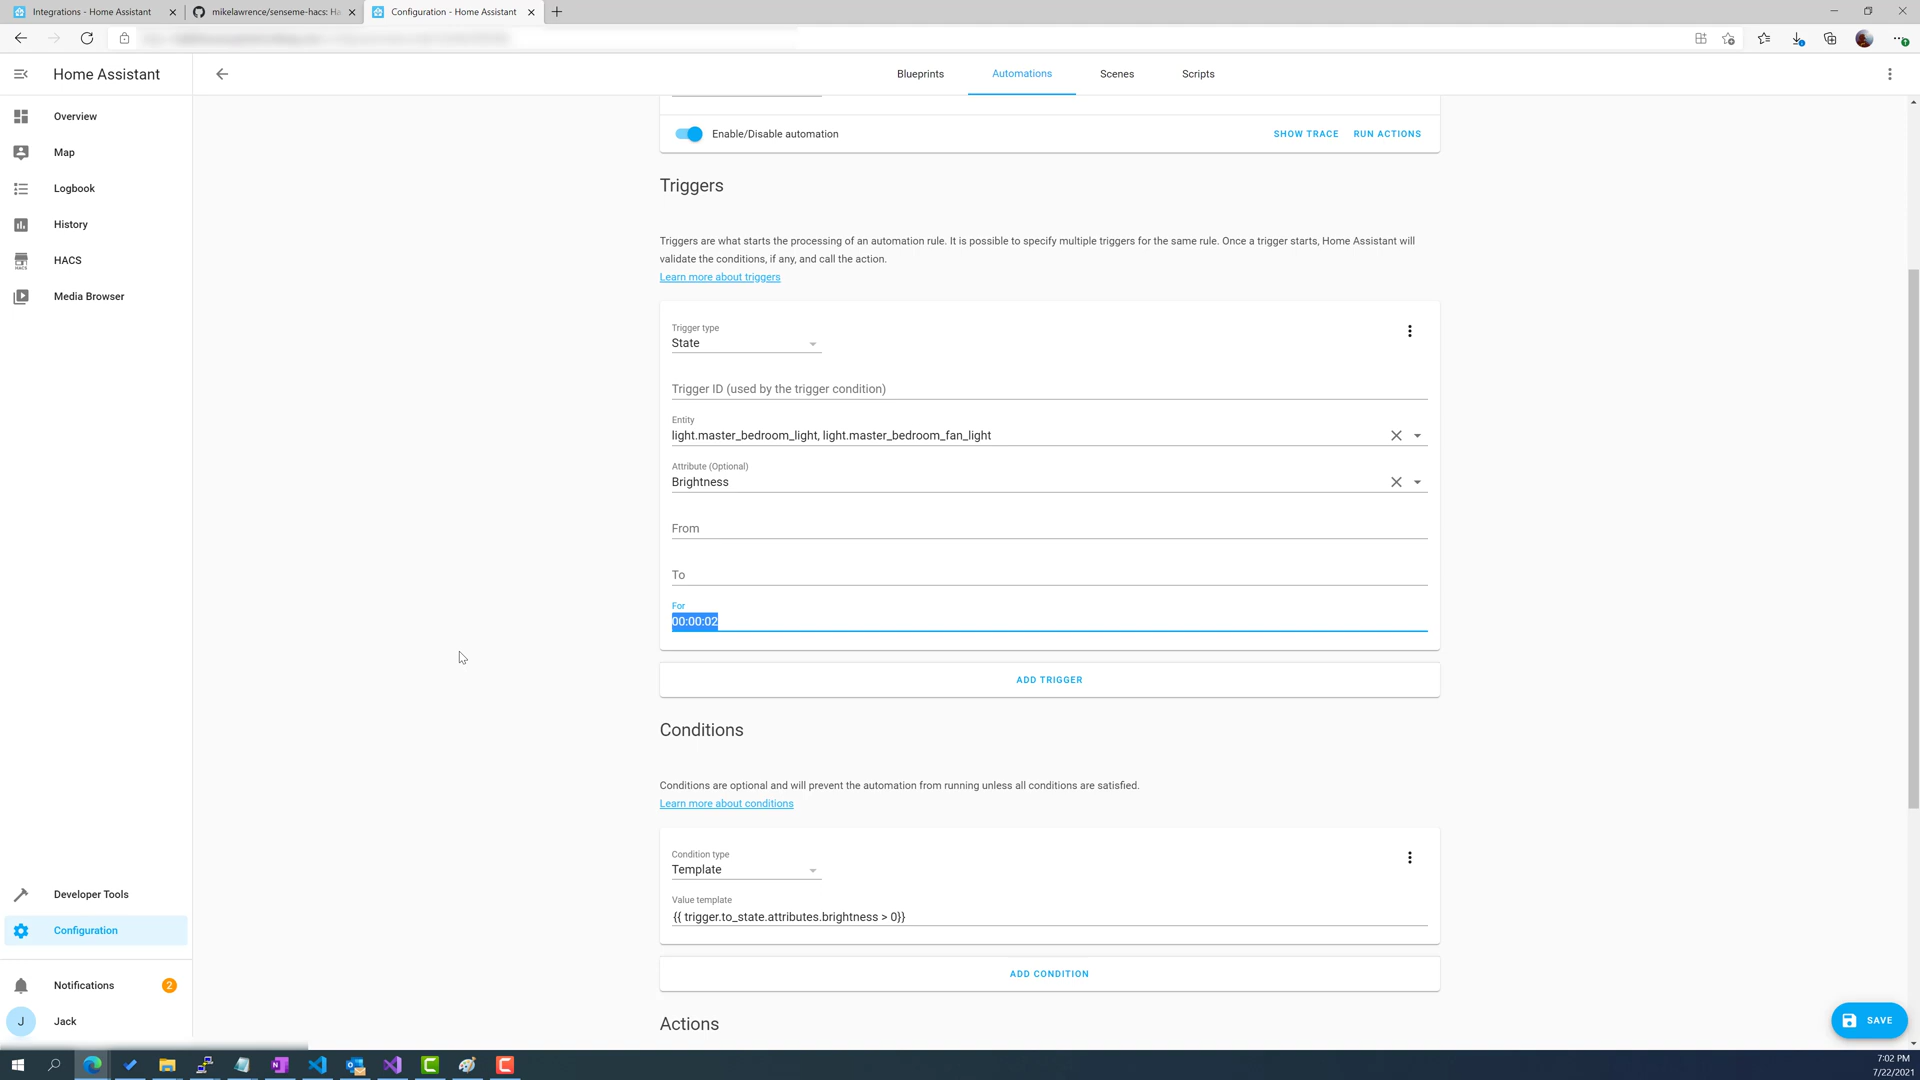 Integrations - Home Assistant
mikelawrence/senseme-hacs: Ha
Configuration - Home Assistant
Home Assistant
Blueprints
Automations
Scenes
Scripts
Overview
Map
Logbook
History
HACS
Media Browser
Developer Tools
Configuration
Notifications
2
J
Jack
Enable/Disable automation
SHOW TRACE
RUN ACTIONS
Triggers
Triggers are what starts the processing of an automation rule. It is possible to specify multiple triggers for the same rule. Once a trigger starts, Home Assistant will
validate the conditions, if any, and call the action.
Learn more about triggers
Trigger type
State
Trigger ID (used by the trigger condition)
Entity
light.master_bedroom_light, light.master_bedroom_fan_light
Attribute (Optional)
Brightness
From
To
For
00:00:02
ADD TRIGGER
Conditions
Conditions are optional and will prevent the automation from running unless all conditions are satisfied.
Learn more about conditions
Condition type
Template
Value template
{{ trigger.to_state.attributes.brightness > 0}}
ADD CONDITION
Actions
SAVE
7:02 PM
7/22/2021